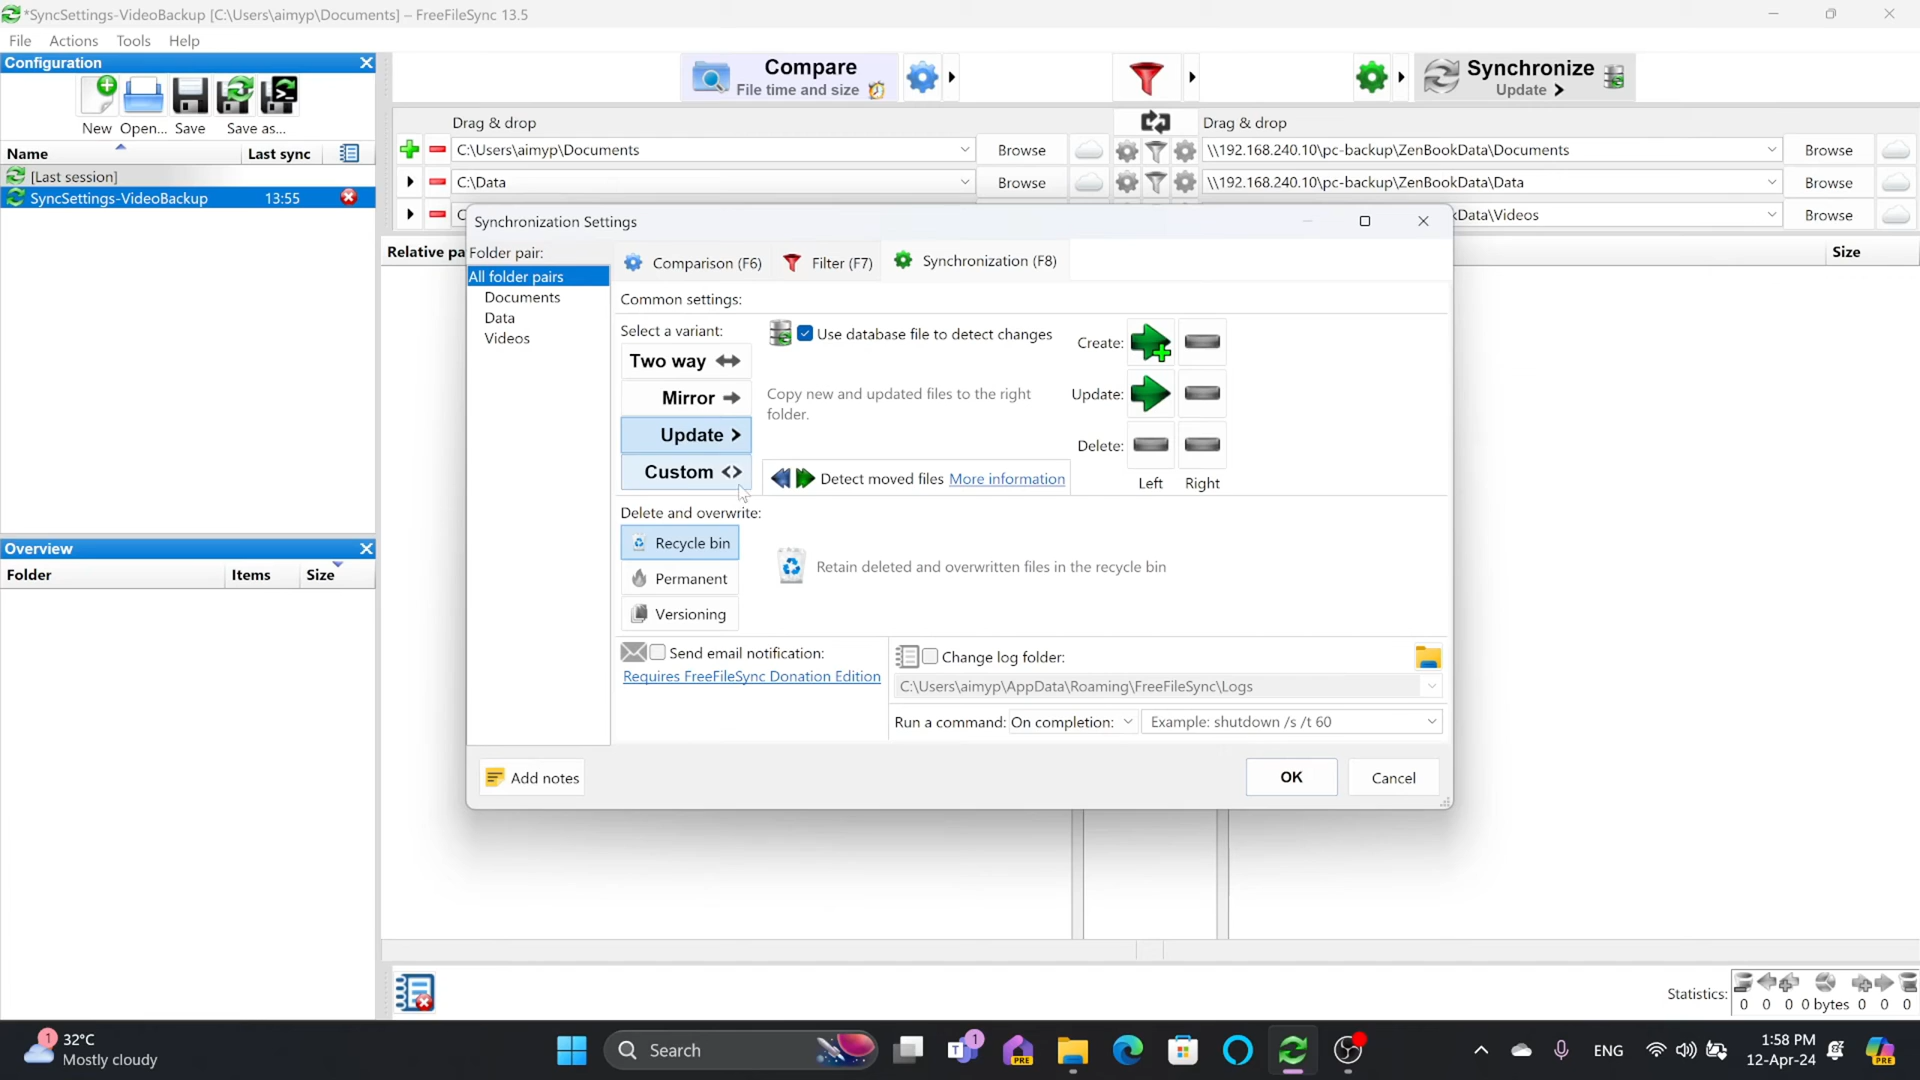 *SyncSettings-VideoBackup [C:\Users\aimyp\Documents] – FreeFileSync 13.5
File Actions Tools Help
Configuration
New Open... Save Save as...
Name Last sync
[Last session]
SyncSettings-VideoBackup 13:55
Overview
Folder Items Size
Compare
File time and size
Synchronize
Update >
Drag & drop Drag & drop
C:\Users\aimyp\Documents Browse \\192.168.240.10\pc-backup\ZenBookData\Documents Browse
C:\Data Browse \\192.168.240.10\pc-backup\ZenBookData\Data Browse
kData\Videos Browse
Relative pa Size
Synchronization Settings
Folder pair:
All folder pairs
Documents
Data
Videos
Comparison (F6) Filter (F7) Synchronization (F8)
Common settings:
Select a variant:
Two way
Mirror
Update >
Custom <>
Use database file to detect changes
Copy new and updated files to the right
folder.
Detect moved files More information
Create:
Update:
Delete:
Left Right
Delete and overwrite:
Recycle bin
Permanent
Versioning
Retain deleted and overwritten files in the recycle bin
Send email notification:
Requires FreeFileSync Donation Edition
Change log folder:
C:\Users\aimyp\AppData\Roaming\FreeFileSync\Logs
Run a command: On completion: Example: shutdown /s /t 60
Add notes OK Cancel
Statistics: 0 0 0 0 bytes 0 0 0
1 32°C
Mostly cloudy
Search
1
PRE
ENG
1:58 PM
12-Apr-24
PRE